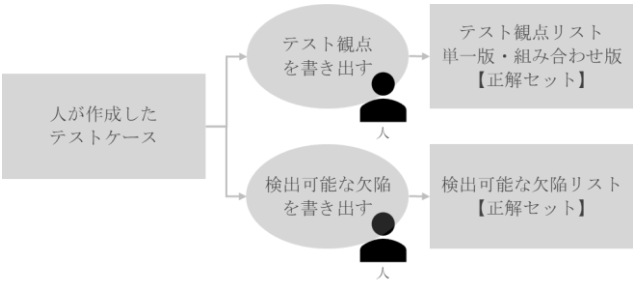 人が作成した
テストケース
テスト観点
を書き出す
人
テスト観点リスト
単一版・組み合わせ版
【正解セット】
検出可能な欠陥
を書き出す
人
検出可能な欠陥リスト
【正解セット】